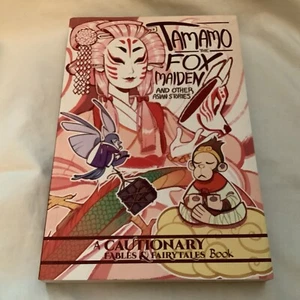 TAMAMO
THE
FOX
MAIDEN
AND OTHER
ASIAN STORIES
A CAUTIONARY
FABLES & FAIRYTALES Book